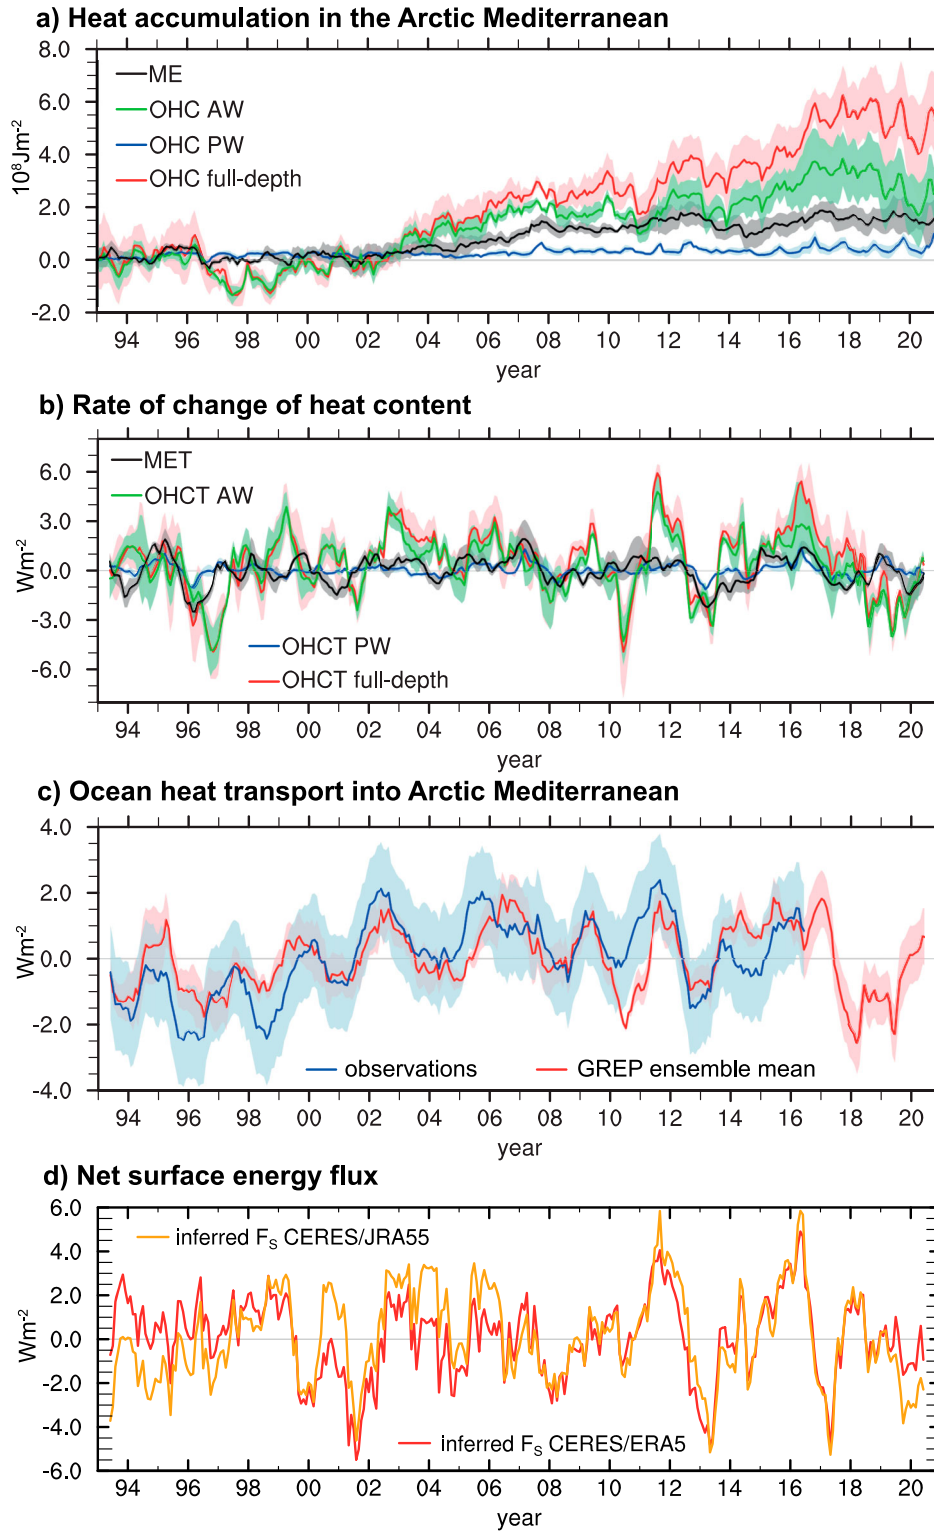 a) Heat accumulation in the Arctic Mediterranean
8.0
6.0
4.0
2.0
0.0
-2.0
10⁸Jm⁻²
ME
OHC AW
OHC PW
OHC full-depth
94 96 98 00 02 04 06 08 10 12 14 16 18 20
year
b) Rate of change of heat content
6.0
3.0
0.0
-3.0
-6.0
Wm⁻²
MET
OHCT AW
OHCT PW
OHCT full-depth
94 96 98 00 02 04 06 08 10 12 14 16 18 20
year
c) Ocean heat transport into Arctic Mediterranean
4.0
2.0
0.0
-2.0
-4.0
Wm⁻²
observations GREP ensemble mean
94 96 98 00 02 04 06 08 10 12 14 16 18 20
year
d) Net surface energy flux
6.0
4.0
2.0
0.0
-2.0
-4.0
-6.0
Wm⁻²
inferred F_S CERES/JRA55
inferred F_S CERES/ERA5
94 96 98 00 02 04 06 08 10 12 14 16 18 20
year